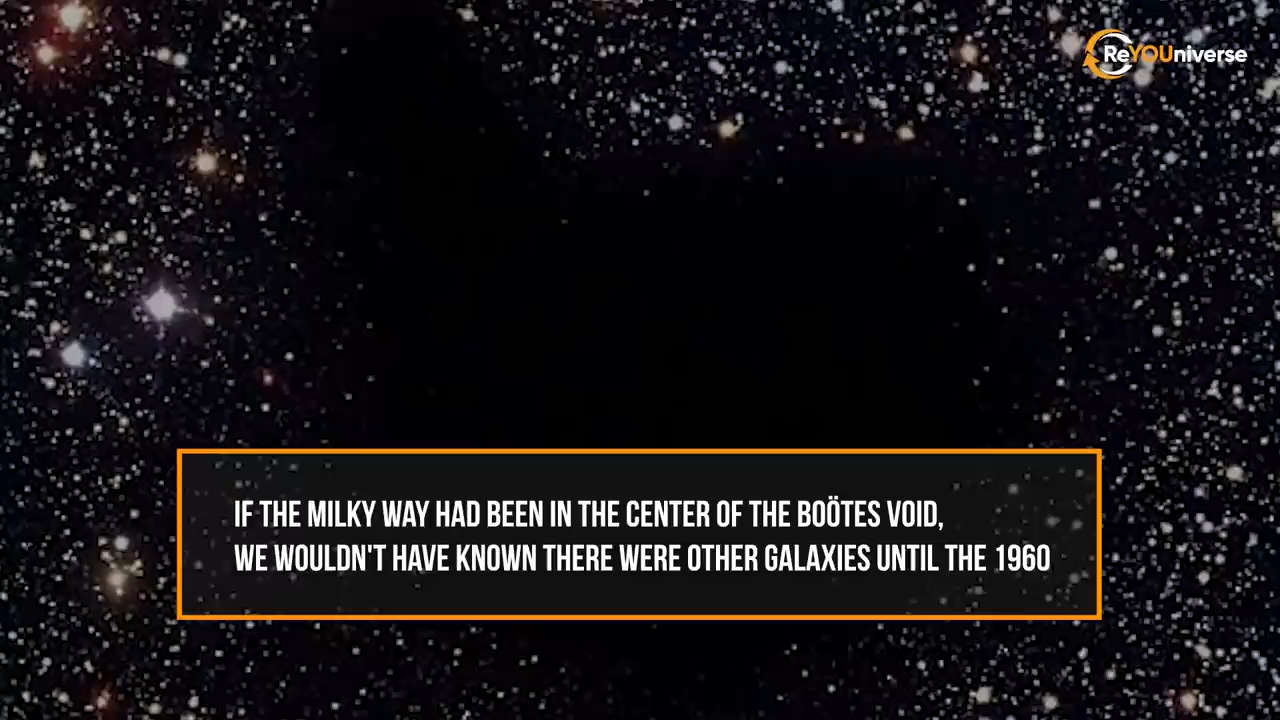 ReYOUniverse
IF THE MILKY WAY HAD BEEN IN THE CENTER OF THE BOÖTES VOID,
WE WOULDN'T HAVE KNOWN THERE WERE OTHER GALAXIES UNTIL THE 1960